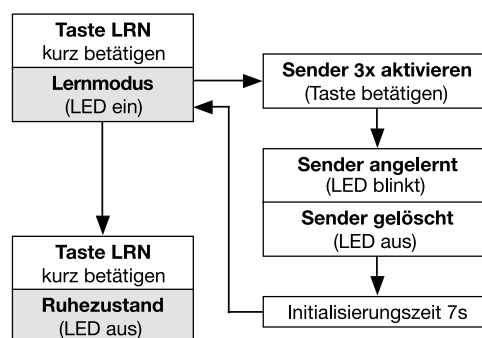 Taste LRN
kurz betätigen
Lernmodus
(LED ein)
Sender 3x aktivieren
(Taste betätigen)
Sender angelernt
(LED blinkt)
Sender gelöscht
(LED aus)
Initialisierungszeit 7s
Taste LRN
kurz betätigen
Ruhezustand
(LED aus)